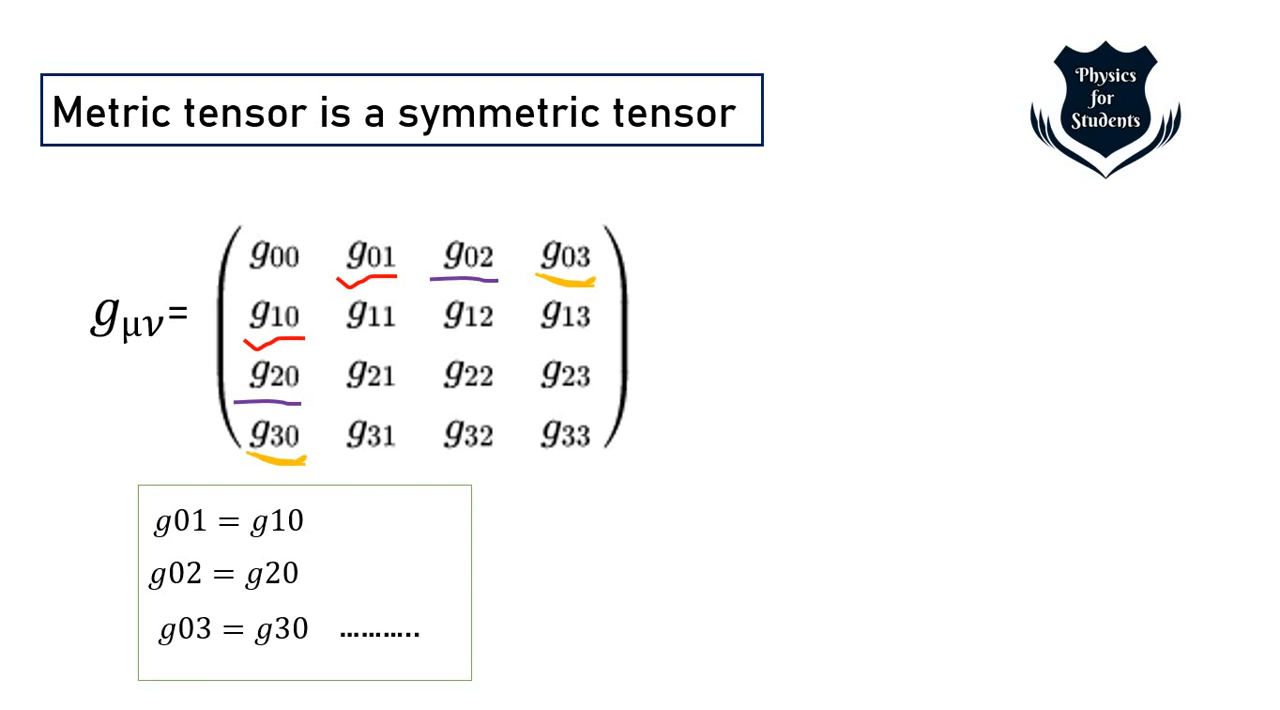 Physics
for
Students
Metric tensor is a symmetric tensor
gμν= 
g00 g01 g02 g03
g10 g11 g12 g13
g20 g21 g22 g23
g30 g31 g32 g33
g01 = g10
g02 = g20
g03 = g30 ………..